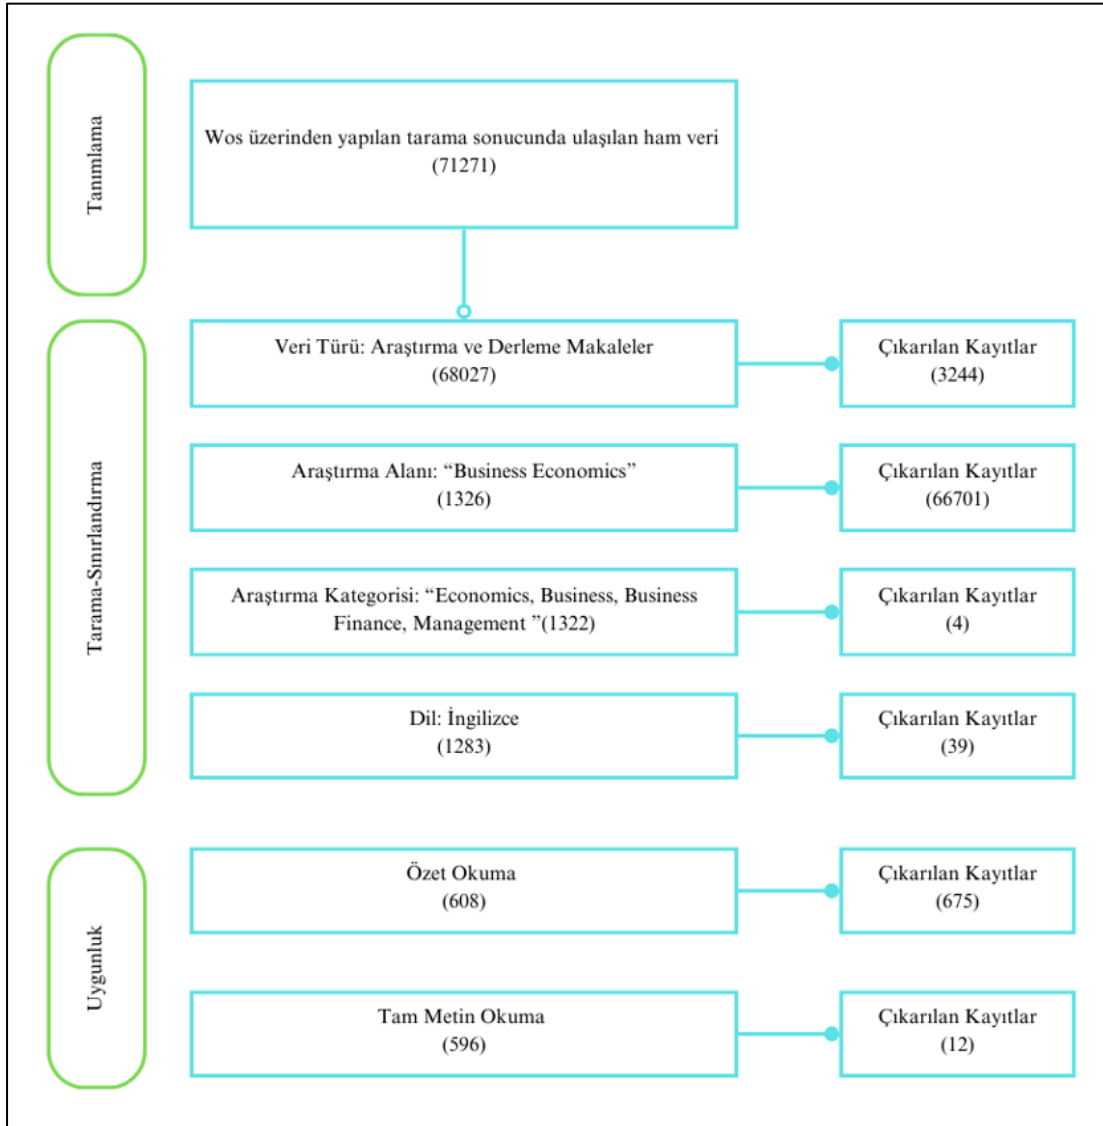 Tanımlama
Wos üzerinden yapılan tarama sonucunda ulaşılan ham veri
(71271)
Tarama-Sınırlandırma
Veri Türü: Araştırma ve Derleme Makaleler
(68027)
Çıkarılan Kayıtlar
(3244)
Araştırma Alanı: “Business Economics”
(1326)
Çıkarılan Kayıtlar
(66701)
Araştırma Kategorisi: “Economics, Business, Business
Finance, Management ”(1322)
Çıkarılan Kayıtlar
(4)
Dil: İngilizce
(1283)
Çıkarılan Kayıtlar
(39)
Uygunluk
Özet Okuma
(608)
Çıkarılan Kayıtlar
(675)
Tam Metin Okuma
(596)
Çıkarılan Kayıtlar
(12)